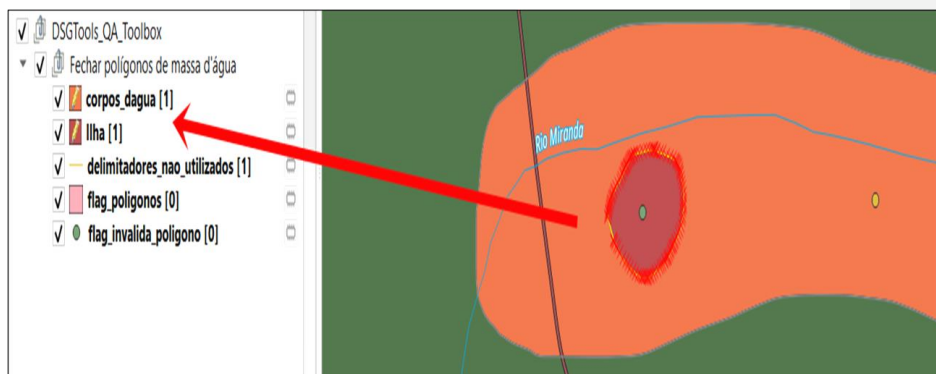 DSGTools_QA_Toolbox
Fechar polígonos de massa d'água
corpos_dagua [1]
Ilha [1]
delimitadores_nao_utilizados [1]
flag_poligonos [0]
flag_invalida_poligono [0]
Rio Miranda